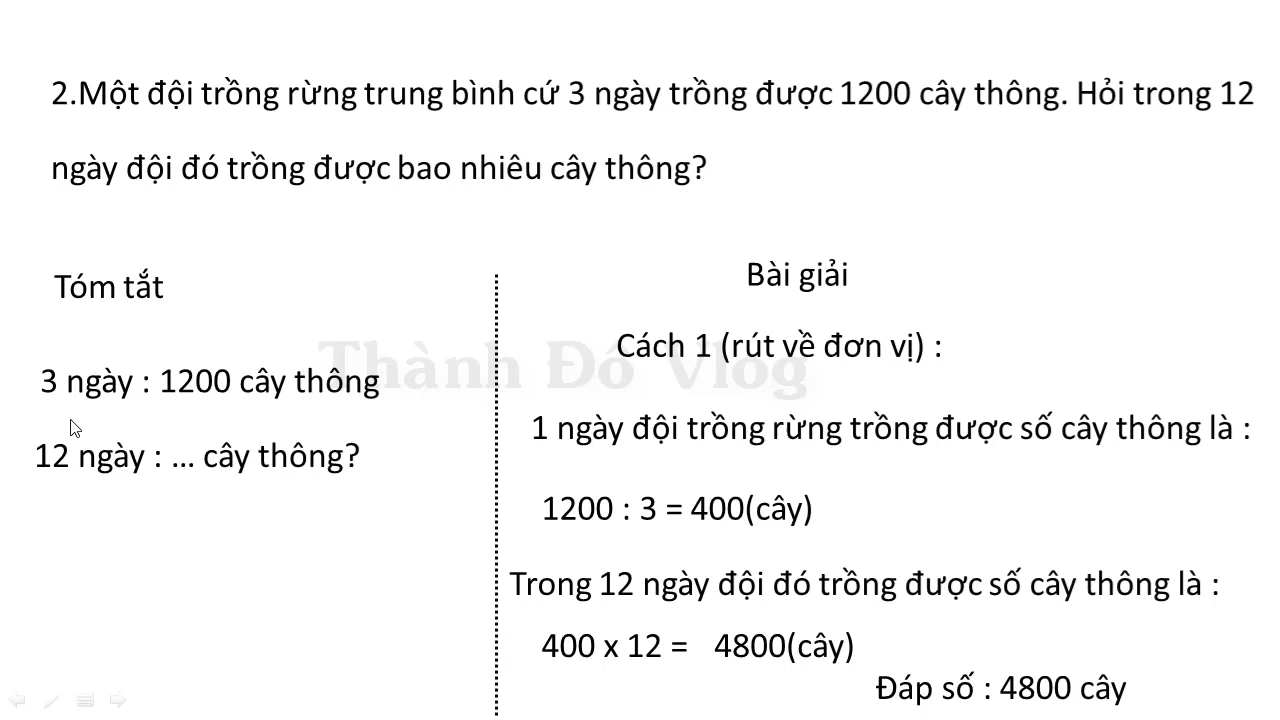 2.Một đội trồng rừng trung bình cứ 3 ngày trồng được 1200 cây thông. Hỏi trong 12
ngày đội đó trồng được bao nhiêu cây thông?
Tóm tắt
3 ngày : 1200 cây thông
12 ngày : ... cây thông?
Thành Đô Vlog
Bài giải
Cách 1 (rút về đơn vị) :
1 ngày đội trồng rừng trồng được số cây thông là :
1200 : 3 = 400(cây)
Trong 12 ngày đội đó trồng được số cây thông là :
400 x 12 = 4800(cây)
Đáp số : 4800 cây